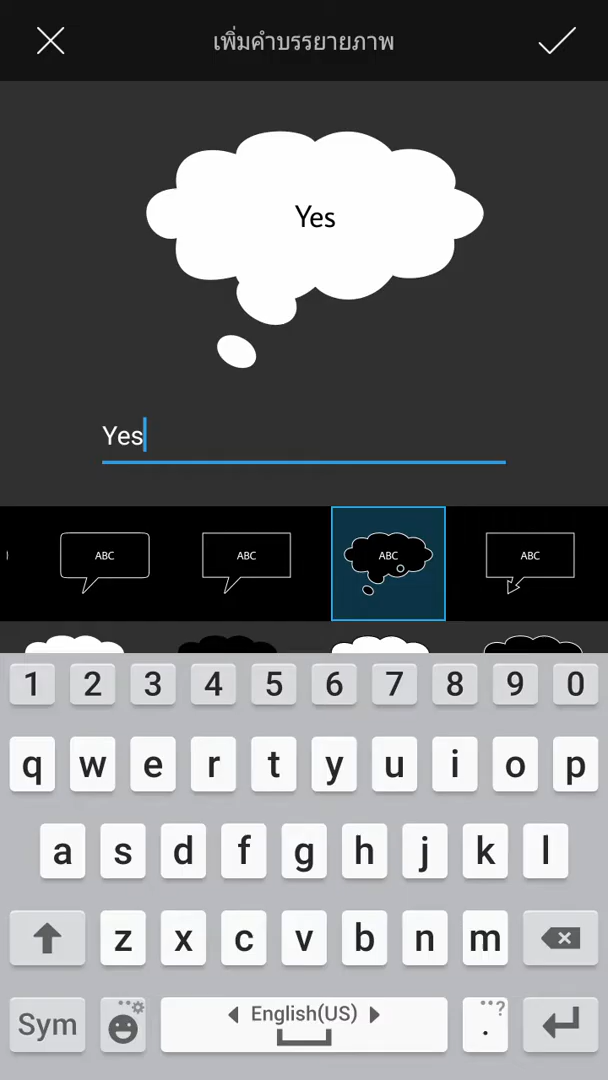 เพิ่มคำบรรยายภาพ
Yes
Yes
ABC ABC ABC ABC
1 2 3 4 5 6 7 8 9 0
q w e r t y u i o p
a s d f g h j k l
z x c v b n m
Sym English(US) . ?